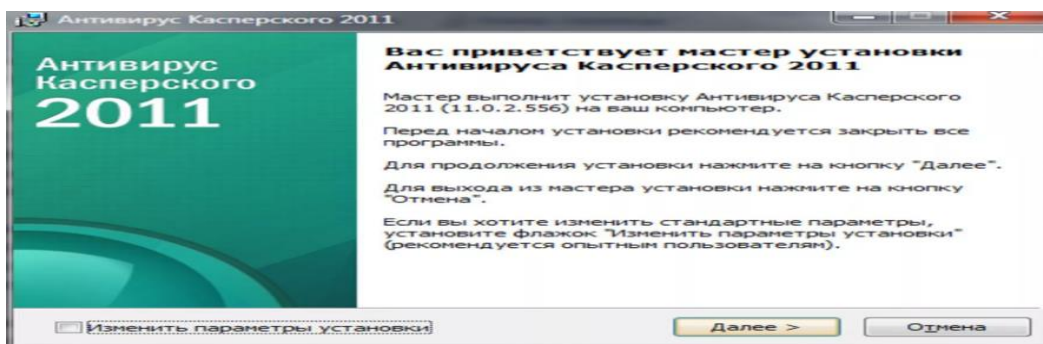 Антивирус Касперского 2011
Антивирус
Касперского
2011
Вас приветствует мастер установки
Антивируса Касперского 2011
Мастер выполнит установку Антивируса Касперского
2011 (11.0.2.556) на ваш компьютер.
Перед началом установки рекомендуется закрыть все
программы.
Для продолжения установки нажмите на кнопку "Далее".
Для выхода из мастера установки нажмите на кнопку
"Отмена".
Если вы хотите изменить стандартные параметры,
установите флажок "Изменить параметры установки"
(рекомендуется опытным пользователям).
Изменить параметры установки
Далее >
Отмена